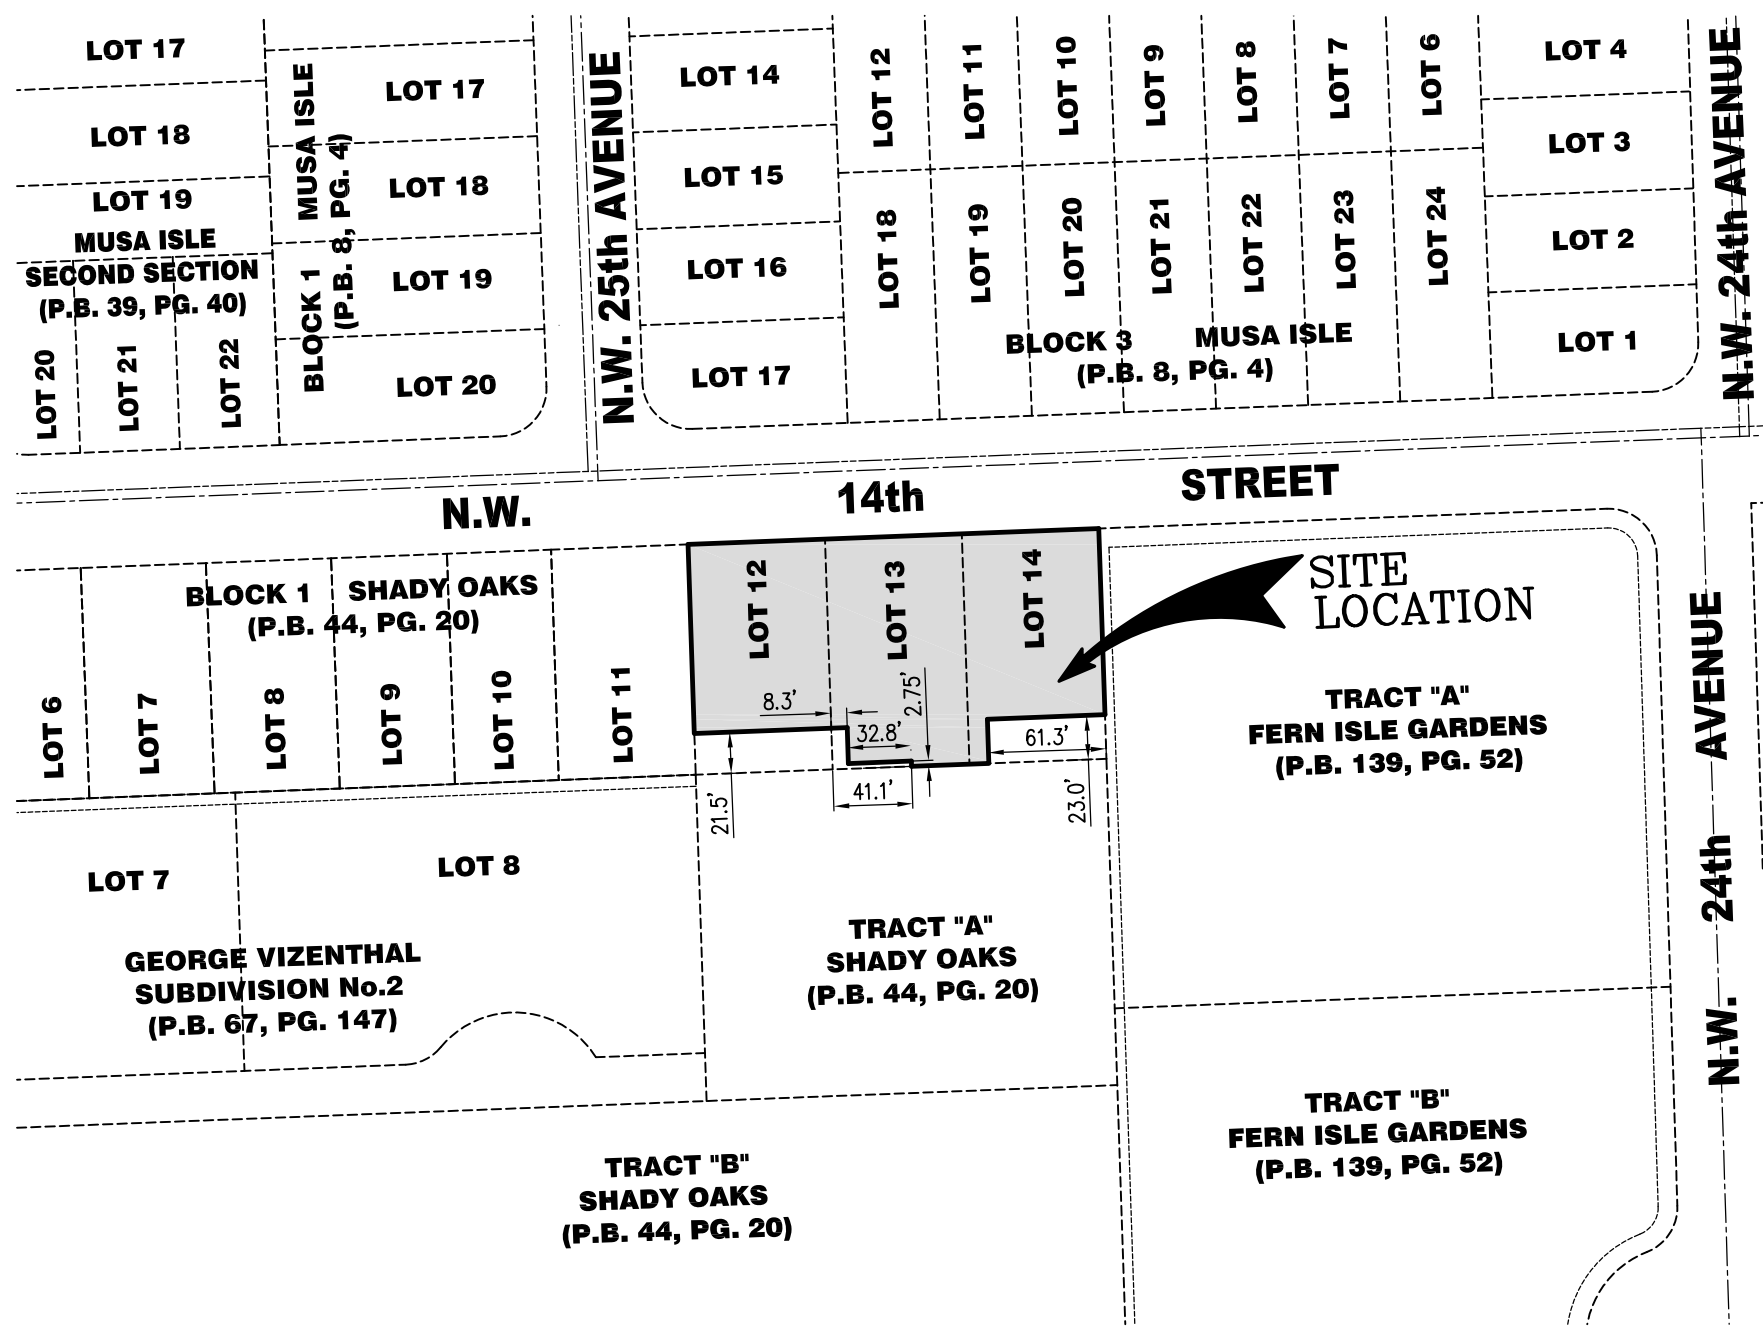 LOT 17
LOT 18
LOT 19
MUSA ISLE
SECOND SECTION
(P.B. 39, PG. 40)
LOT 20
LOT 21
LOT 22
BLOCK 1 MUSA ISLE
(P.B. 8, PG. 4)
LOT 17
LOT 18
LOT 19
LOT 20
N.W. 25th AVENUE
LOT 14
LOT 15
LOT 16
LOT 17
LOT 12
LOT 11
LOT 10
LOT 9
LOT 8
LOT 7
LOT 6
LOT 18
LOT 19
LOT 20
LOT 21
LOT 22
LOT 23
LOT 24
BLOCK 3 MUSA ISLE
(P.B. 8, PG. 4)
LOT 4
LOT 3
LOT 2
LOT 1
N.W. 24th AVENUE
N.W. 14th STREET
BLOCK 1 SHADY OAKS
(P.B. 44, PG. 20)
LOT 6
LOT 7
LOT 8
LOT 9
LOT 10
LOT 11
LOT 12
LOT 13
LOT 14
8.3'
32.8'
2.75'
61.3'
21.5'
41.1'
23.0'
SITE
LOCATION
TRACT "A"
FERN ISLE GARDENS
(P.B. 139, PG. 52)
N.W. 24th AVENUE
LOT 7
LOT 8
GEORGE VIZENTHAL
SUBDIVISION No.2
(P.B. 67, PG. 147)
TRACT "A"
SHADY OAKS
(P.B. 44, PG. 20)
TRACT "B"
FERN ISLE GARDENS
(P.B. 139, PG. 52)
TRACT "B"
SHADY OAKS
(P.B. 44, PG. 20)